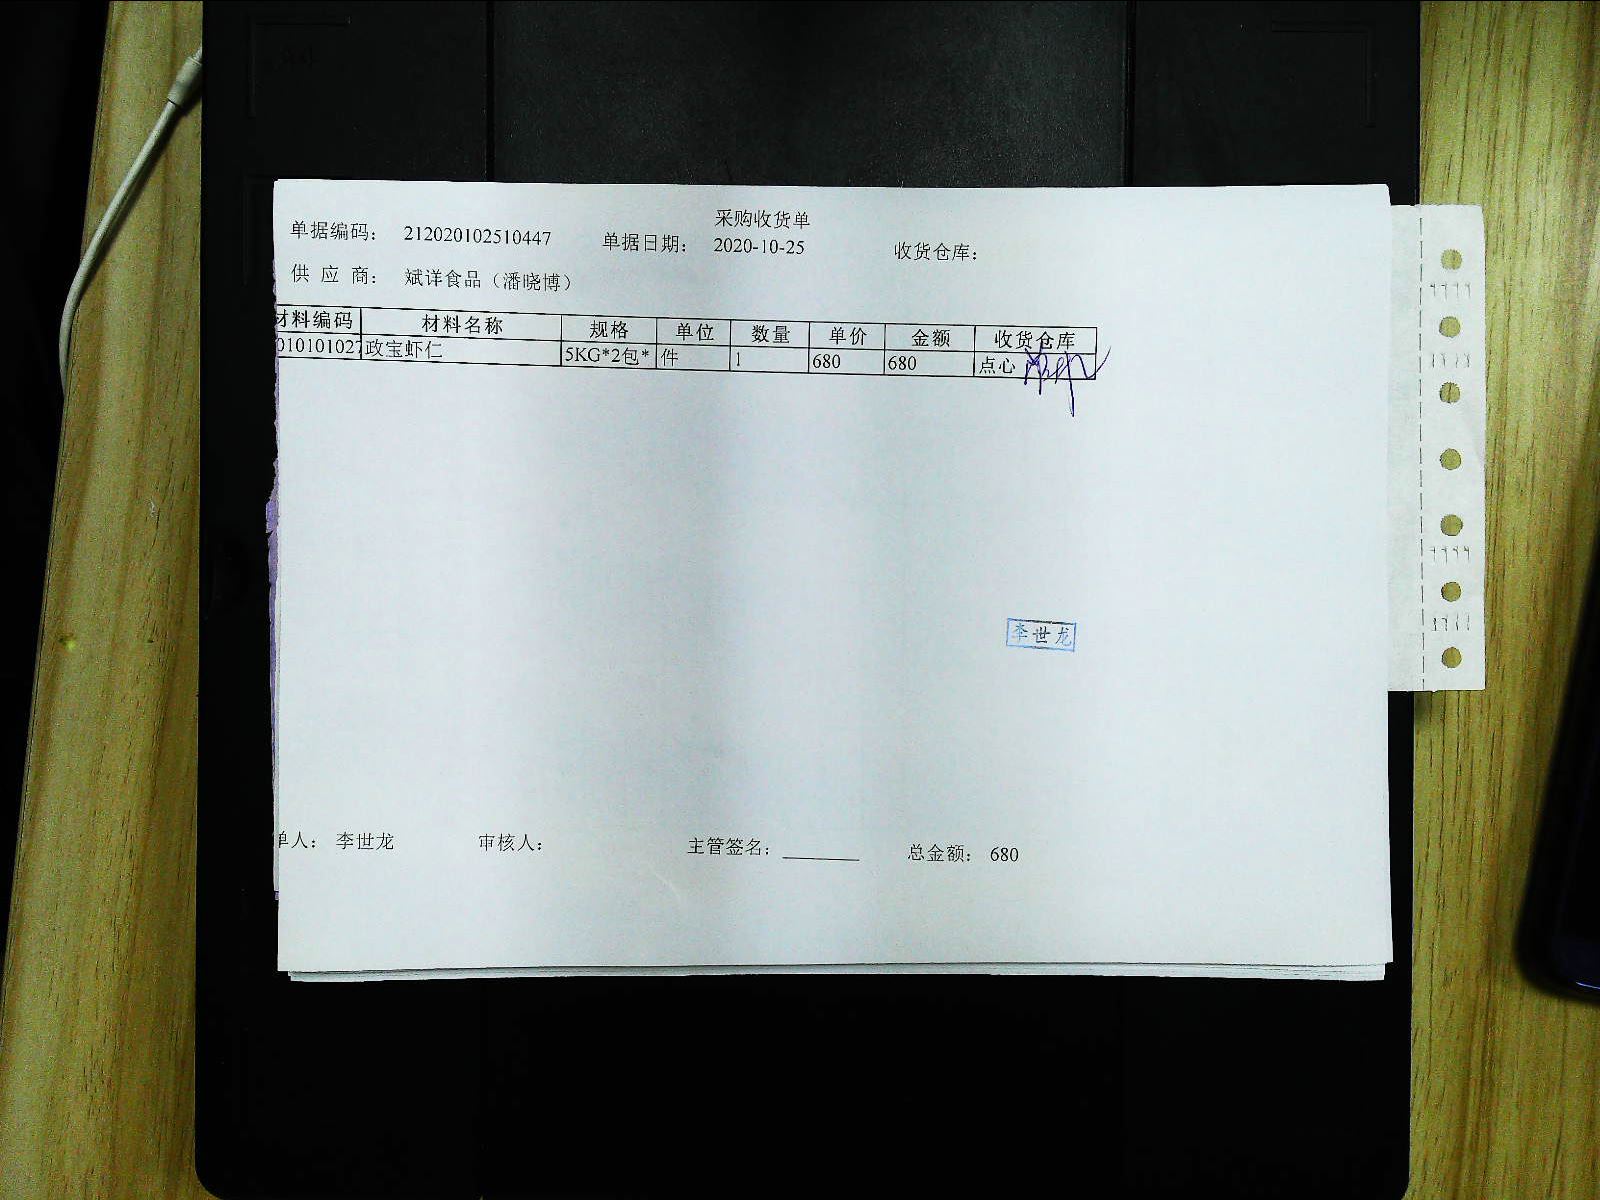 采购收货单
单据编码： 212020102510447 单据日期： 2020-10-25 收货仓库：
供 应 商： 斌详食品（潘晓博）
材料编码 材料名称 规格 单位 数量 单价 金额 收货仓库
010101027 政宝虾仁 5KG*2包* 件 1 680 680 点心
李世龙
单人： 李世龙 审核人： 主管签名： 总金额： 680